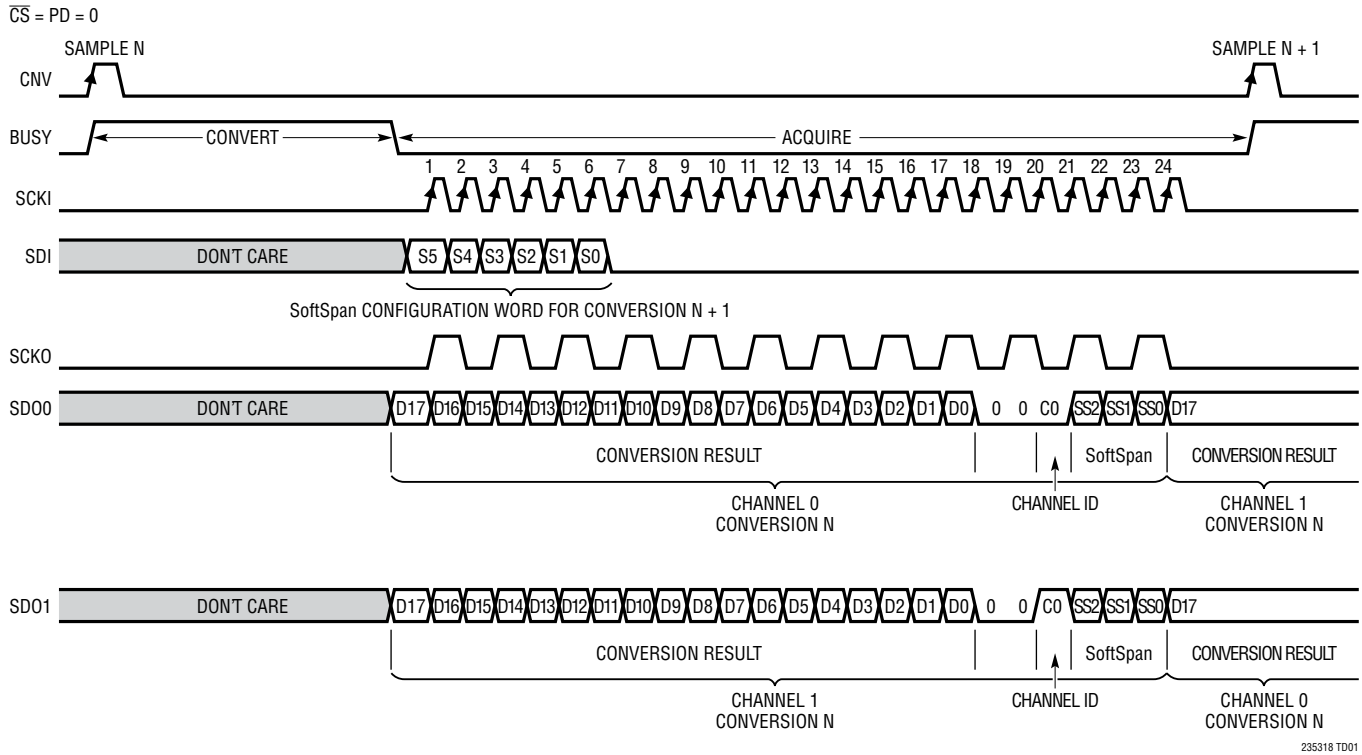 CS = PD = 0
SAMPLE N SAMPLE N + 1
CNV
BUSY CONVERT ACQUIRE
1 2 3 4 5 6 7 8 9 10 11 12 13 14 15 16 17 18 19 20 21 22 23 24
SCKI
SDI DON'T CARE S5 S4 S3 S2 S1 S0
SoftSpan CONFIGURATION WORD FOR CONVERSION N + 1
SCKO
SDO0 DON'T CARE D17 D16 D15 D14 D13 D12 D11 D10 D9 D8 D7 D6 D5 D4 D3 D2 D1 D0 0 0 C0 SS2 SS1 SS0 D17
CONVERSION RESULT SoftSpan CONVERSION RESULT
CHANNEL 0 CHANNEL ID CHANNEL 1
CONVERSION N CONVERSION N
SDO1 DON'T CARE D17 D16 D15 D14 D13 D12 D11 D10 D9 D8 D7 D6 D5 D4 D3 D2 D1 D0 0 0 C0 SS2 SS1 SS0 D17
CONVERSION RESULT SoftSpan CONVERSION RESULT
CHANNEL 1 CHANNEL ID CHANNEL 0
CONVERSION N CONVERSION N
235318 TD01